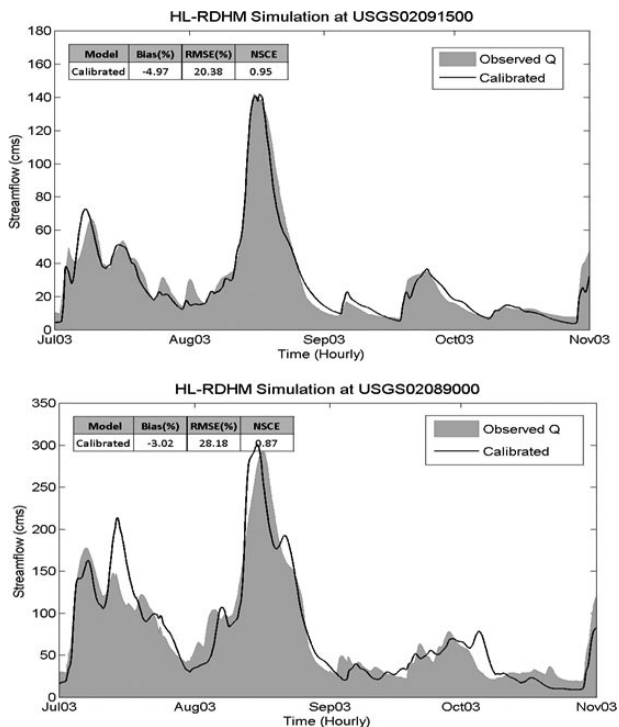 HL-RDHM Simulation at USGS02091500
Model Bias(%) RMSE(%) NSCE
Calibrated -4.97 20.38 0.95
Observed Q
Calibrated
Streamflow (cms)
180
160
140
120
100
80
60
40
20
0
Jul03 Aug03 Sep03 Oct03 Nov03
Time (Hourly)
HL-RDHM Simulation at USGS02089000
Model Bias(%) RMSE(%) NSCE
Calibrated -3.02 28.18 0.87
Observed Q
Calibrated
Streamflow (cms)
350
300
250
200
150
100
50
0
Jul03 Aug03 Sep03 Oct03 Nov03
Time (Hourly)